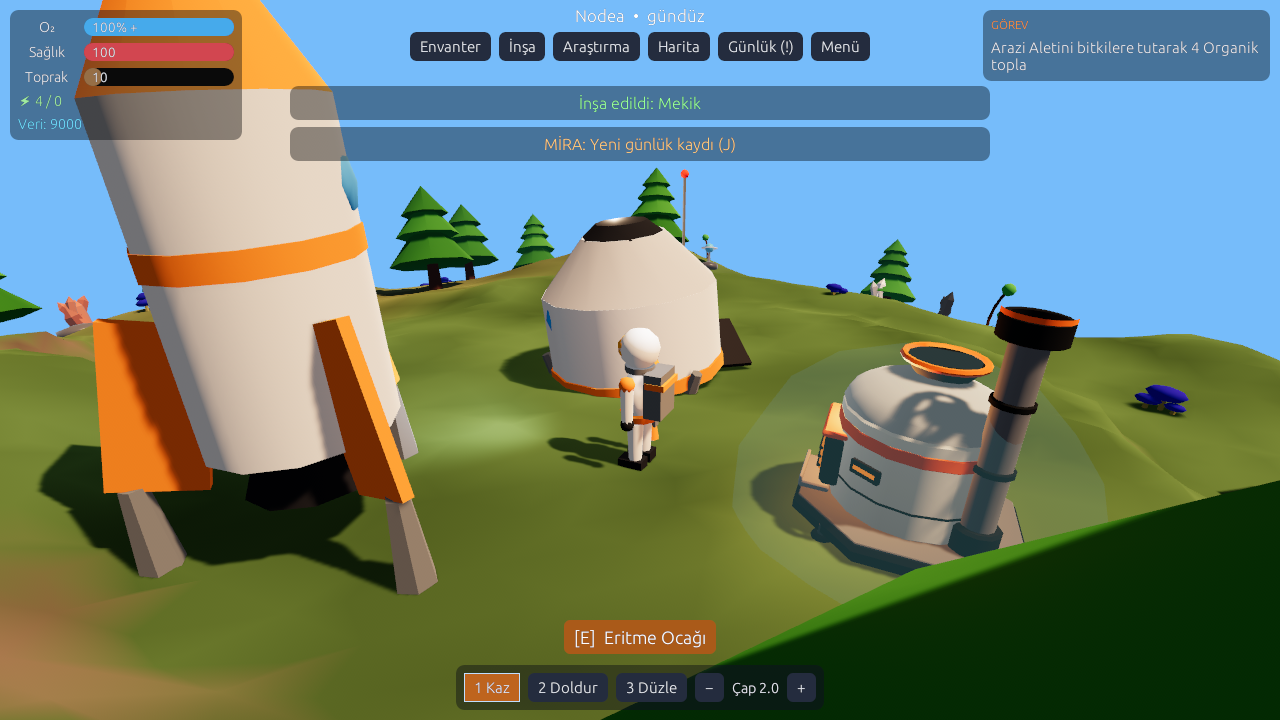 O₂
100% +
Sağlık
100
Toprak
10
⚡ 4 / 0
Veri: 9000
Nodea • gündüz
Envanter
İnşa
Araştırma
Harita
Günlük (!)
Menü
GÖREV
Arazi Aletini bitkilere tutarak 4 Organik
topla
İnşa edildi: Mekik
MİRA: Yeni günlük kaydı (J)
[E] Eritme Ocağı
1 Kaz
2 Doldur
3 Düzle
−
Çap 2.0
+